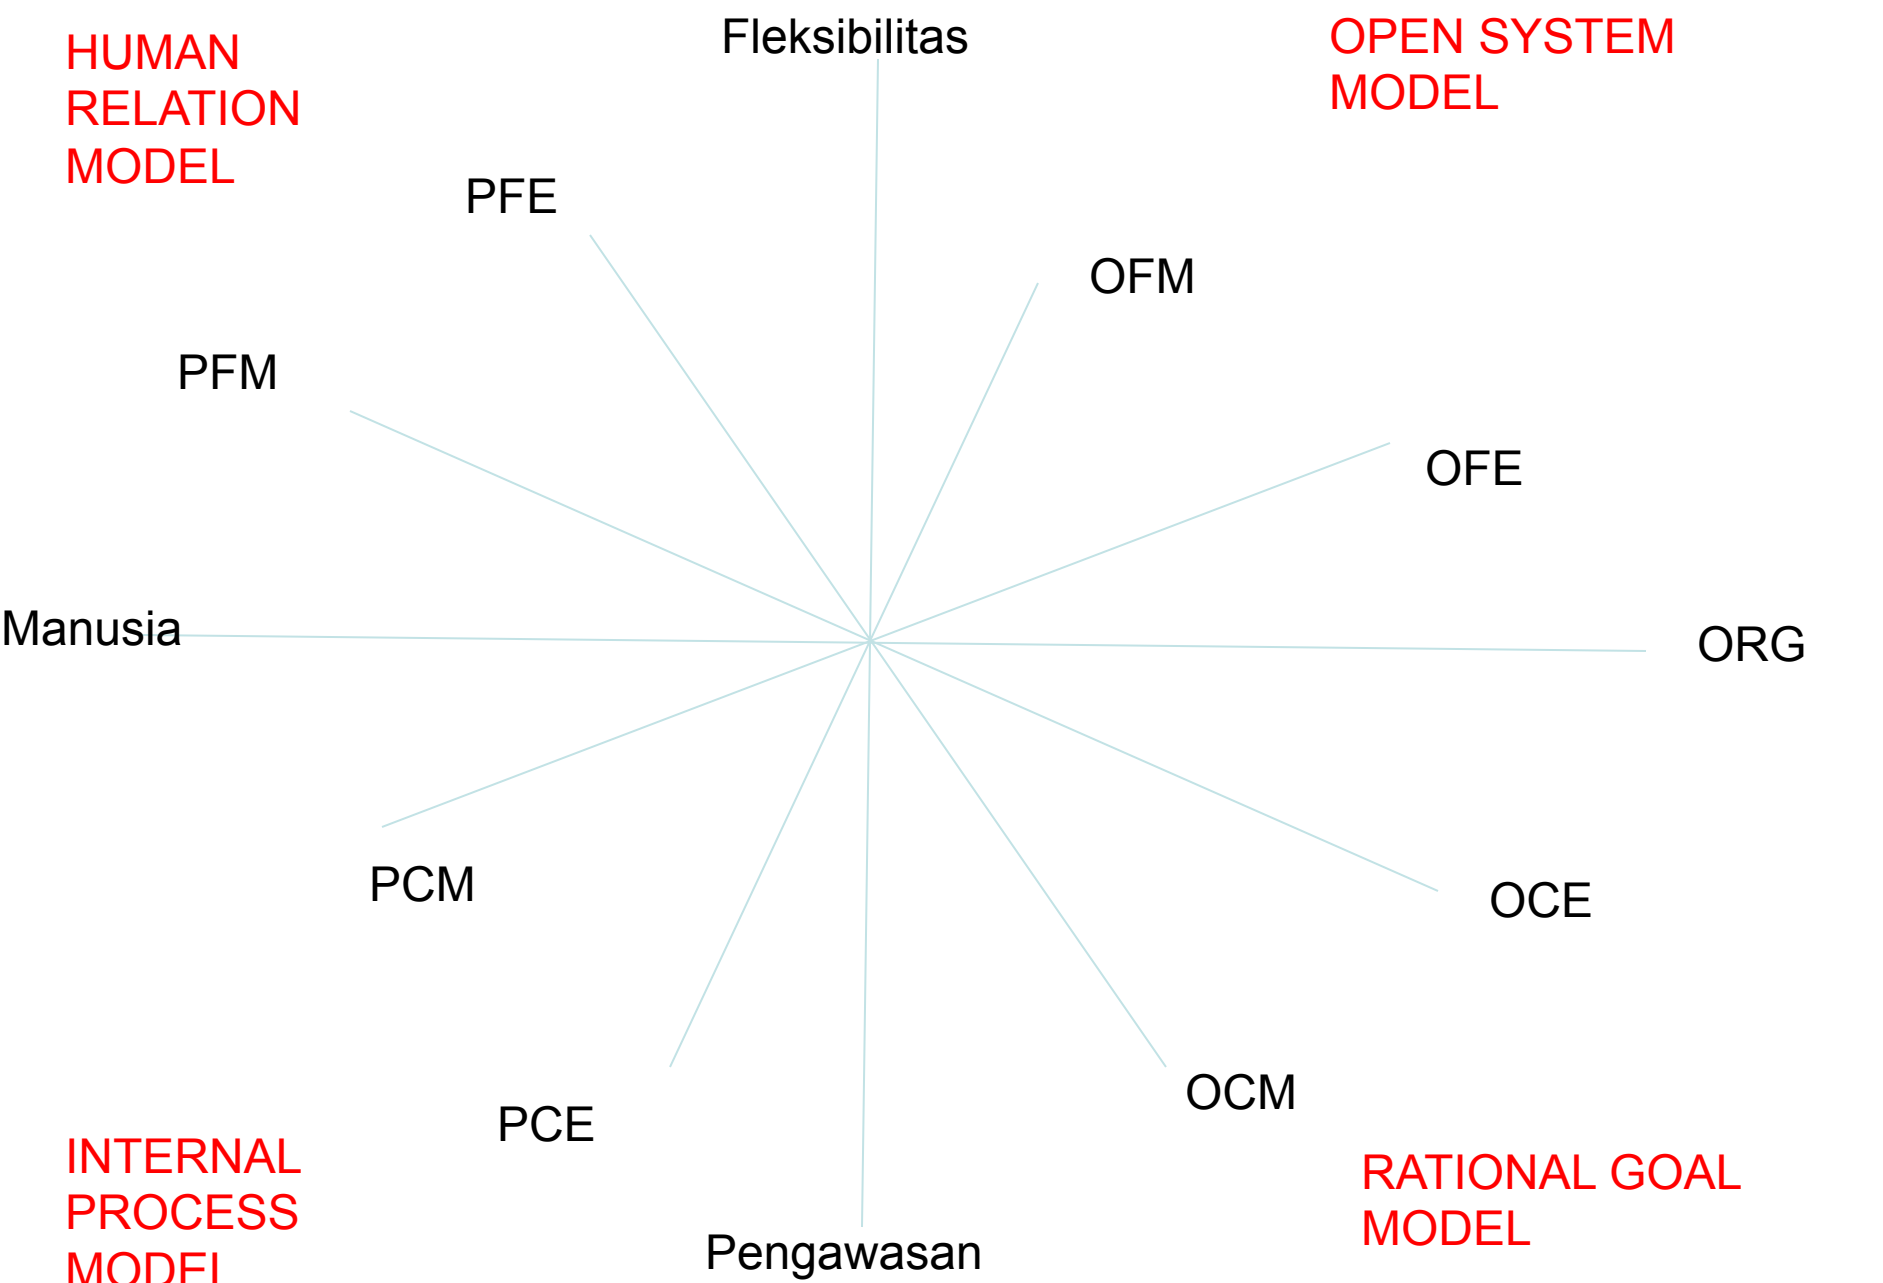 HUMAN
RELATION
MODEL
Fleksibilitas
OPEN SYSTEM
MODEL
PFE
OFM
PFM
OFE
Manusia
ORG
PCM
OCE
PCE
OCM
INTERNAL
PROCESS
MODEL
Pengawasan
RATIONAL GOAL
MODEL